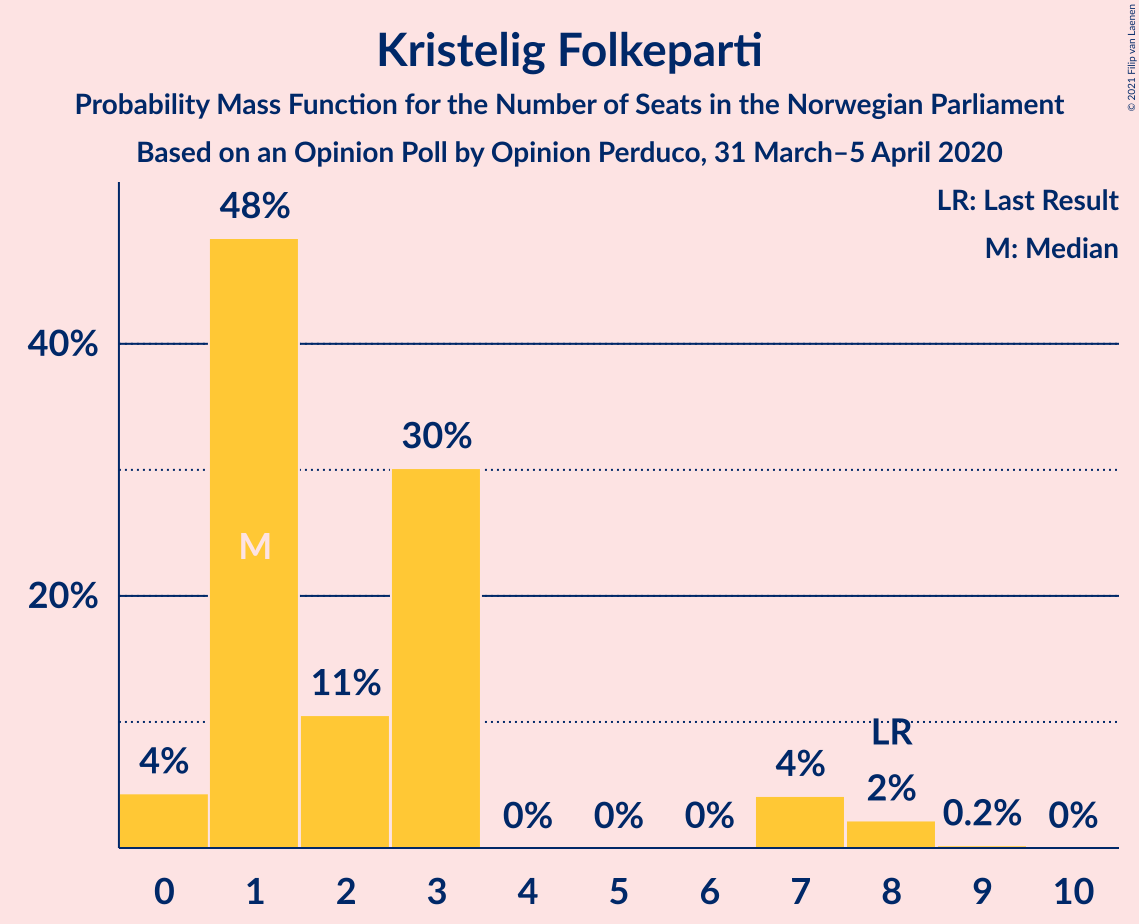 Kristelig Folkeparti
Probability Mass Function for the Number of Seats in the Norwegian Parliament
Based on an Opinion Poll by Opinion Perduco, 31 March–5 April 2020
© 2021 Filip van Laenen
LR: Last Result
M: Median
48%
40%
30%
M
20%
11%
LR
4%
4%
2%
0%
0%
0%
0.2%
0%
0 1 2 3 4 5 6 7 8 9 10